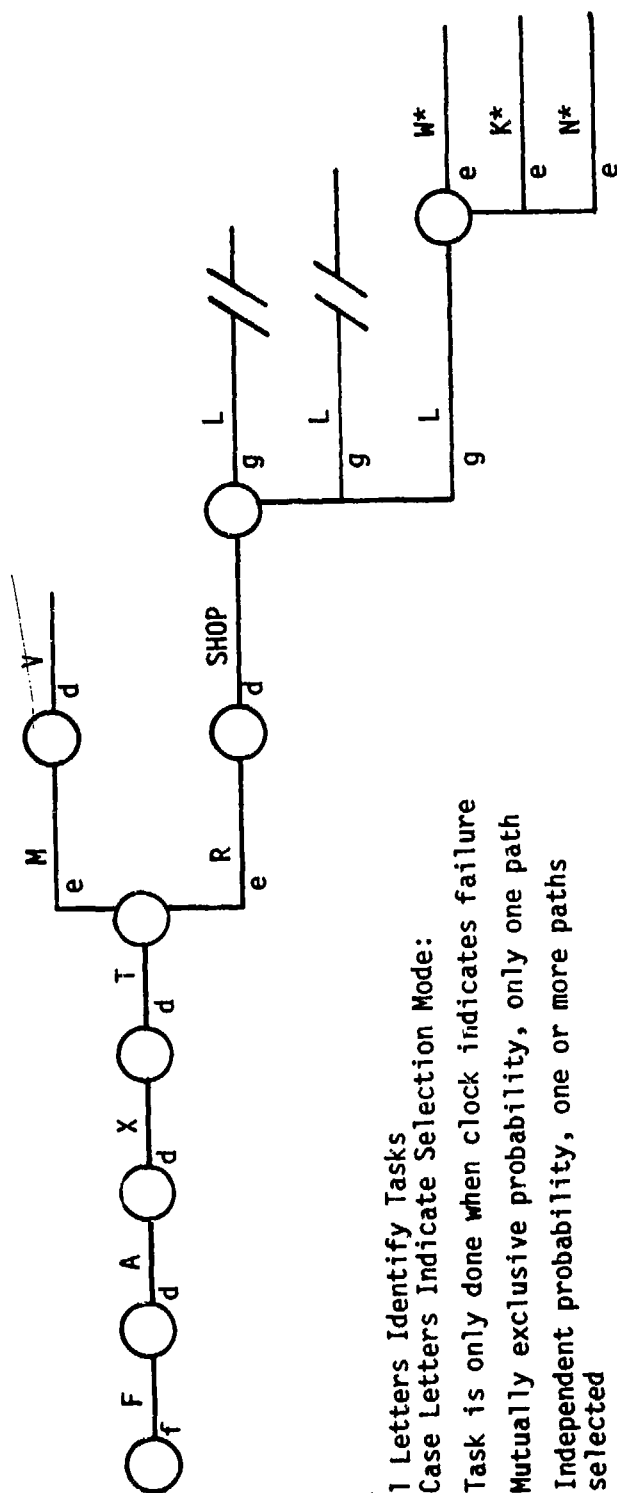 F
f
A
d
X
d
T
d
M
e
V
d
R
e
SHOP
d
L
g
L
g
L
g
W*
e
K*
e
N*
e
l Letters Identify Tasks
Case Letters Indicate Selection Mode:
Task is only done when clock indicates failure
Mutually exclusive probability, only one path
Independent probability, one or more paths
selected